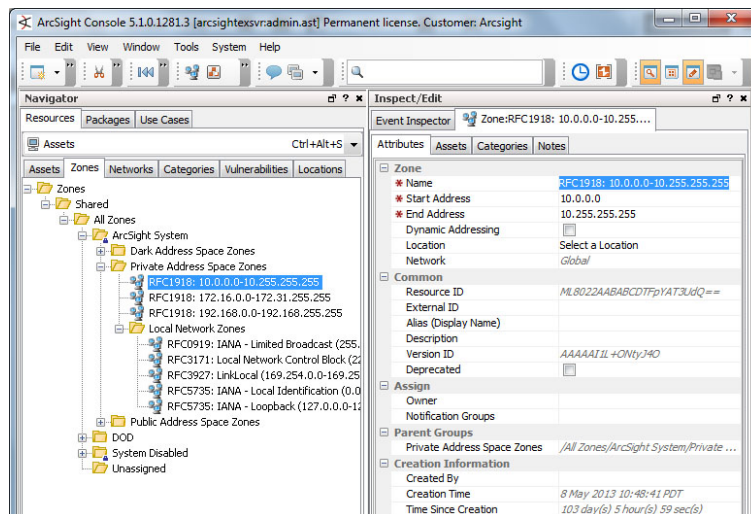 ArcSight Console 5.1.0.1281.3 [arcsightexsvr:admin.ast] Permanent license. Customer: Arcsight
File Edit View Window Tools System Help
Navigator
Resources Packages Use Cases
Assets Ctrl+Alt+S
Assets Zones Networks Categories Vulnerabilities Locations
Zones
Shared
All Zones
ArcSight System
Dark Address Space Zones
Private Address Space Zones
RFC1918: 10.0.0.0-10.255.255.255
RFC1918: 172.16.0.0-172.31.255.255
RFC1918: 192.168.0.0-192.168.255.255
Local Network Zones
RFC0919: IANA - Limited Broadcast (255.
RFC3171: Local Network Control Block (22
RFC3927: LinkLocal (169.254.0.0-169.25
RFC5735: IANA - Local Identification (0.0
RFC5735: IANA - Loopback (127.0.0.0-12
Public Address Space Zones
DOD
System Disabled
Unassigned
Inspect/Edit
Event Inspector Zone:RFC1918: 10.0.0.0-10.255....
Attributes Assets Categories Notes
Zone
* Name RFC1918: 10.0.0.0-10.255.255.255
* Start Address 10.0.0.0
* End Address 10.255.255.255
Dynamic Addressing
Location Select a Location
Network Global
Common
Resource ID ML8022AABABCDTFpYAT3UdQ==
External ID
Alias (Display Name)
Description
Version ID AAAAAI1L+ONtyJ4O
Deprecated
Assign
Owner
Notification Groups
Parent Groups
Private Address Space Zones /All Zones/ArcSight System/Private ...
Creation Information
Created By
Creation Time 8 May 2013 10:48:41 PDT
Time Since Creation 103 day(s) 5 hour(s) 59 sec(s)